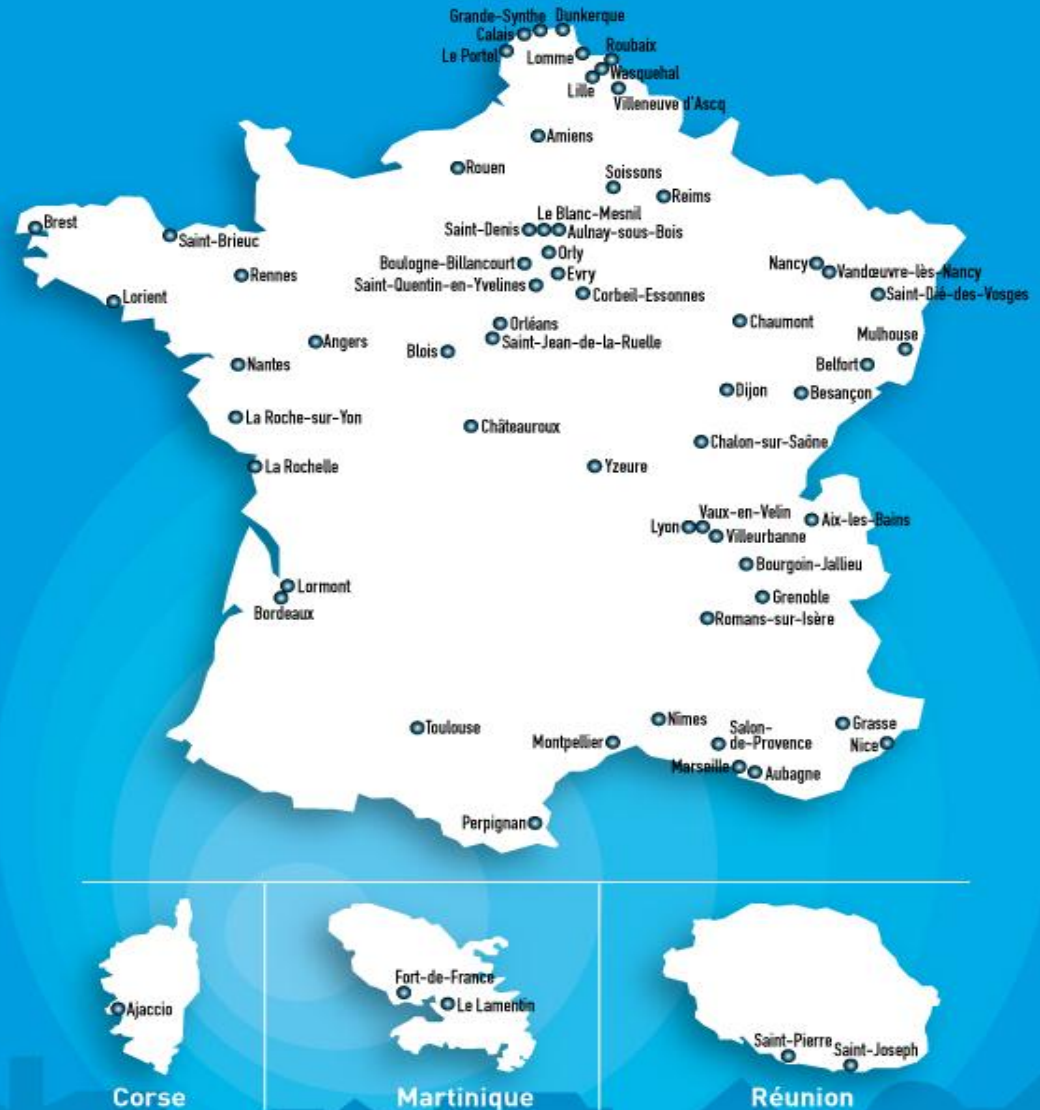 Grande-Synthe
Dunkerque
Calais
Le Portel
Lomme
Roubaix
Wasquehal
Lille
Villeneuve d'Ascq
Amiens
Rouen
Soissons
Reims
Brest
Saint-Brieuc
Le Blanc-Mesnil
Saint-Denis
Aulnay-sous-Bois
Orly
Boulogne-Billancourt
Evry
Saint-Quentin-en-Yvelines
Corbeil-Essonnes
Nancy
Vandœuvre-lès-Nancy
Saint-Dié-des-Vosges
Rennes
Lorient
Orléans
Saint-Jean-de-la-Ruelle
Chaumont
Mulhouse
Angers
Blois
Nantes
Belfort
Dijon
Besançon
La Roche-sur-Yon
Châteauroux
Chalon-sur-Saône
La Rochelle
Yzeure
Vaux-en-Velin
Lyon
Villeurbanne
Aix-les-Bains
Bourgoin-Jallieu
Lormont
Bordeaux
Grenoble
Romans-sur-Isère
Toulouse
Nîmes
Montpellier
Salon-
de-Provence
Grasse
Nice
Marseille
Aubagne
Perpignan
Ajaccio
Corse
Fort-de-France
Le Lamentin
Martinique
Saint-Pierre
Saint-Joseph
Réunion